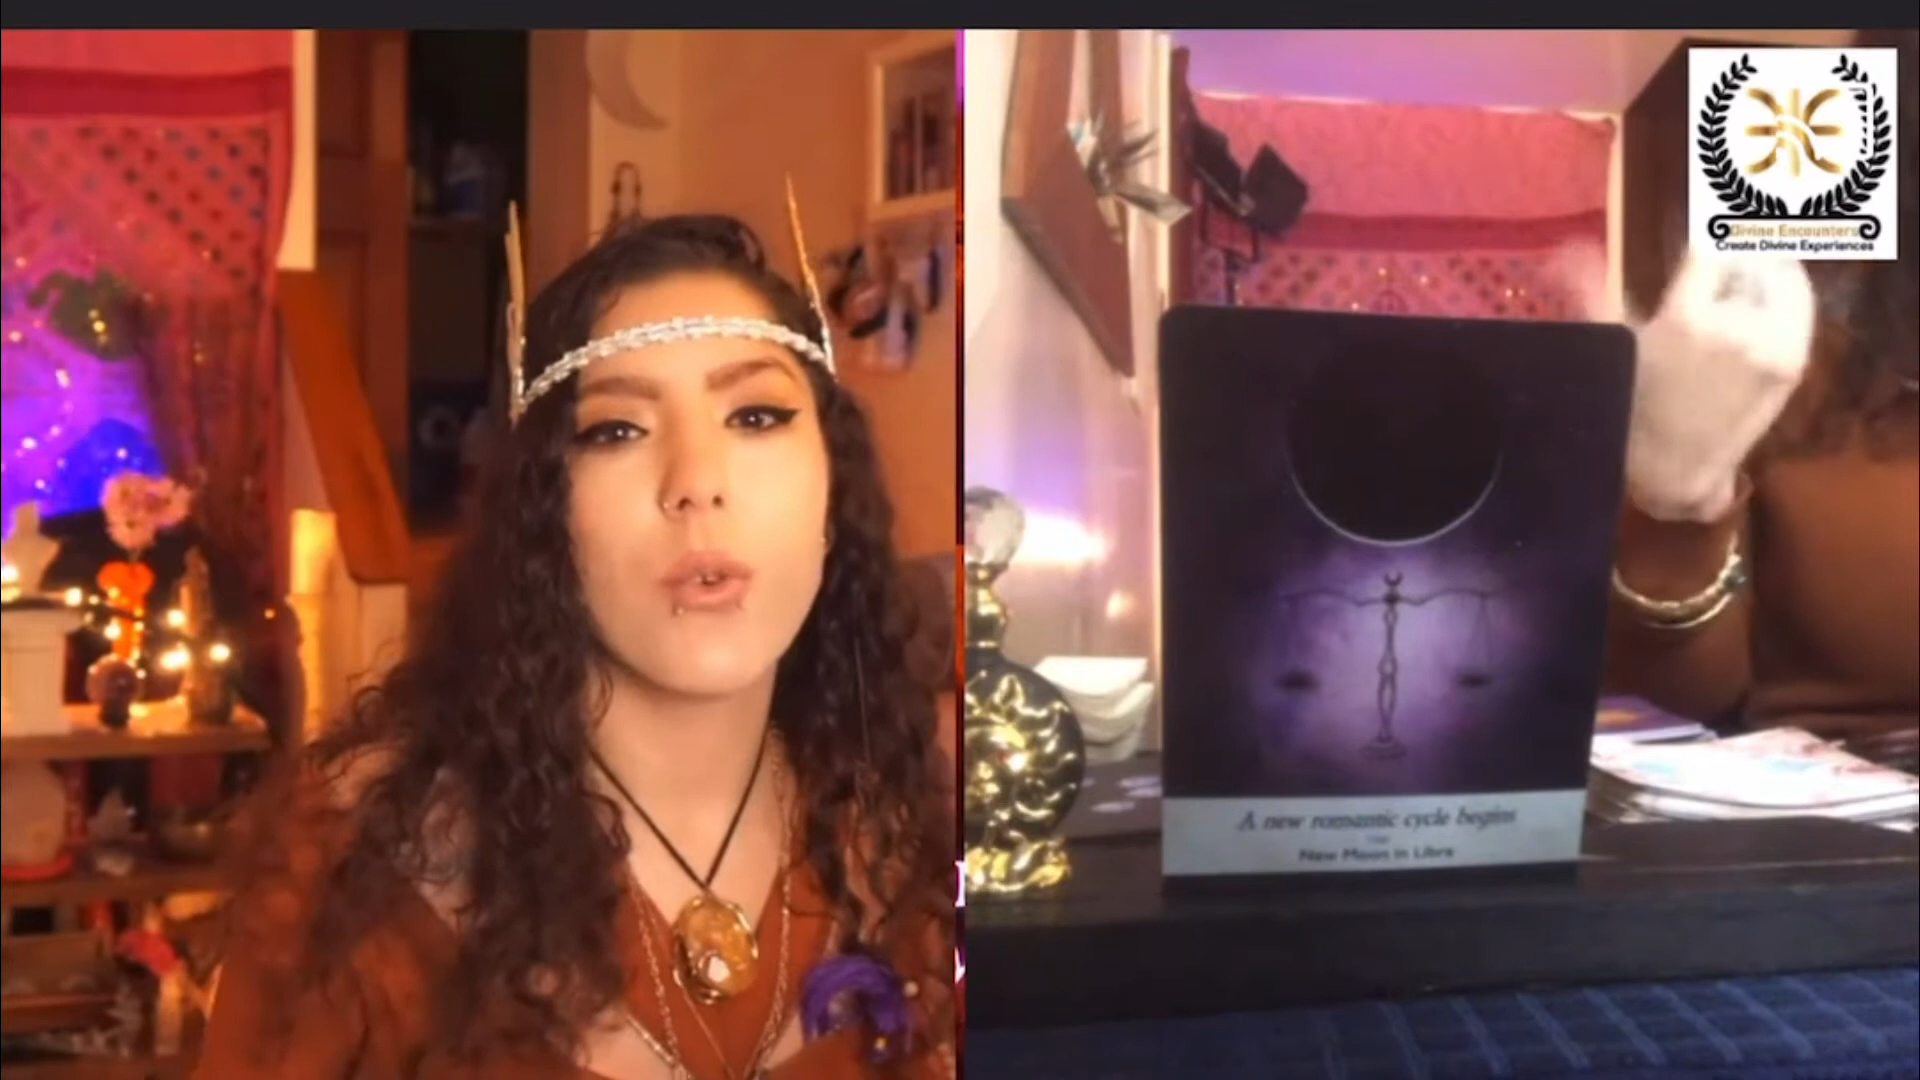 Divine Encounters
Create Divine Experiences
A new romantic cycle begins
New Moon in Libra